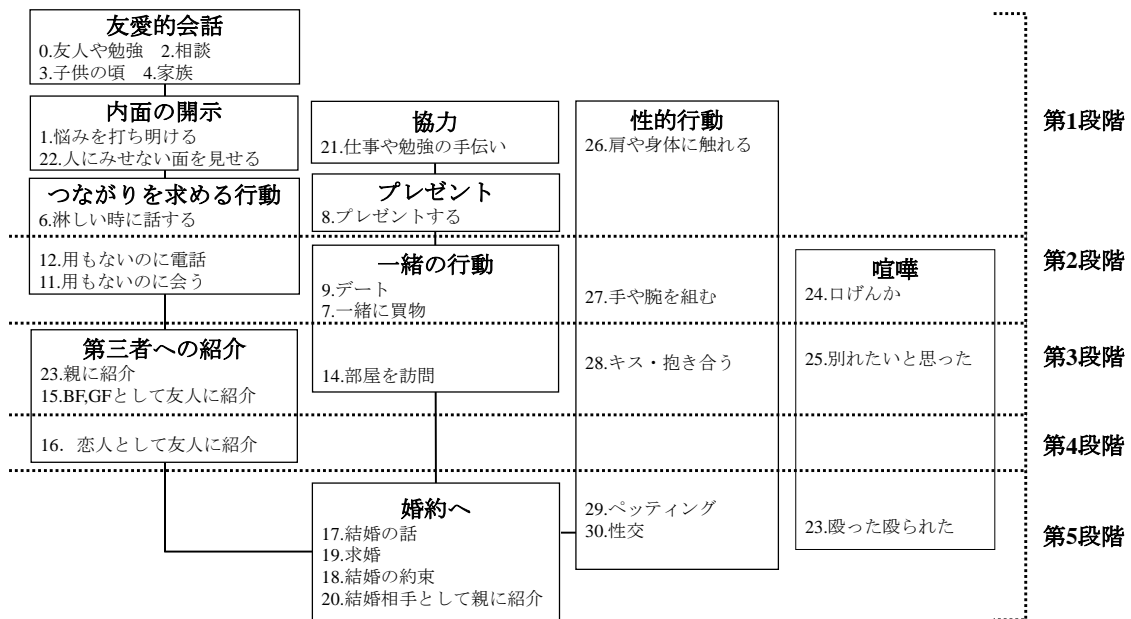 友愛的会話
0.友人や勉強 2.相談
3.子供の頃 4.家族
内面の開示
1.悩みを打ち明ける
22.人にみせない面を見せる
つながりを求める行動
6.淋しい時に話する
12.用もないのに電話
11.用もないのに会う
第三者への紹介
23.親に紹介
15.BF,GFとして友人に紹介
16. 恋人として友人に紹介
協力
21.仕事や勉強の手伝い
プレゼント
8.プレゼントする
一緒の行動
9.デート
7.一緒に買物
14.部屋を訪問
婚約へ
17.結婚の話
19.求婚
18.結婚の約束
20.結婚相手として親に紹介
性的行動
26.肩や身体に触れる
27.手や腕を組む
28.キス・抱き合う
29.ペッティング
30.性交
喧嘩
24.口げんか
25.別れたいと思った
23.殴った殴られた
第1段階
第2段階
第3段階
第4段階
第5段階